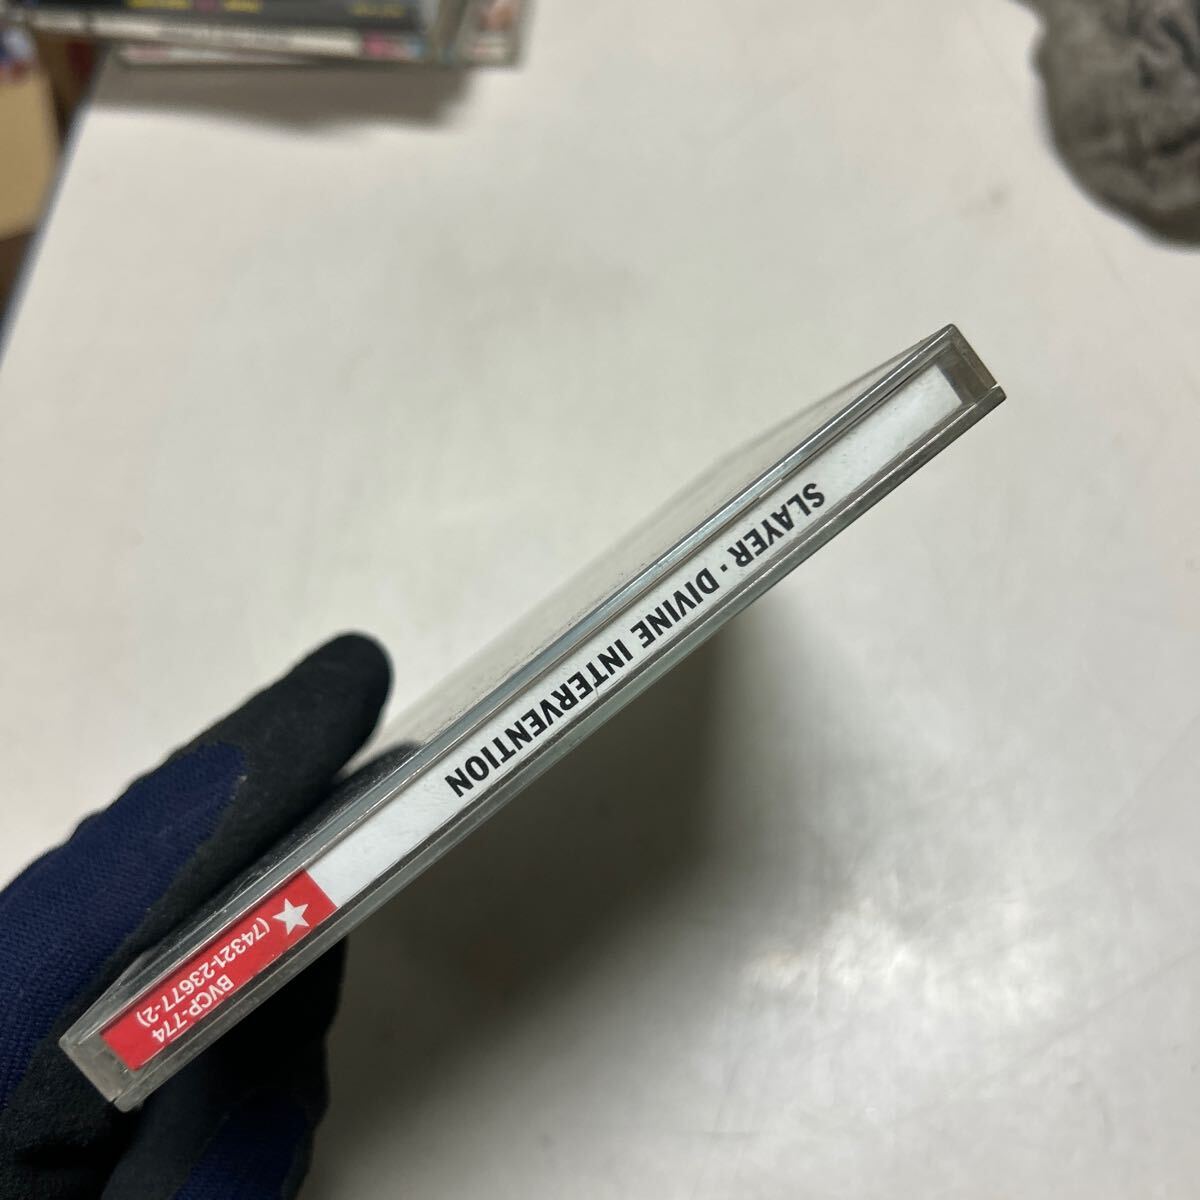 SLAYER · DIVINE INTERVENTION
BVCP-774
(74321-23677-2)